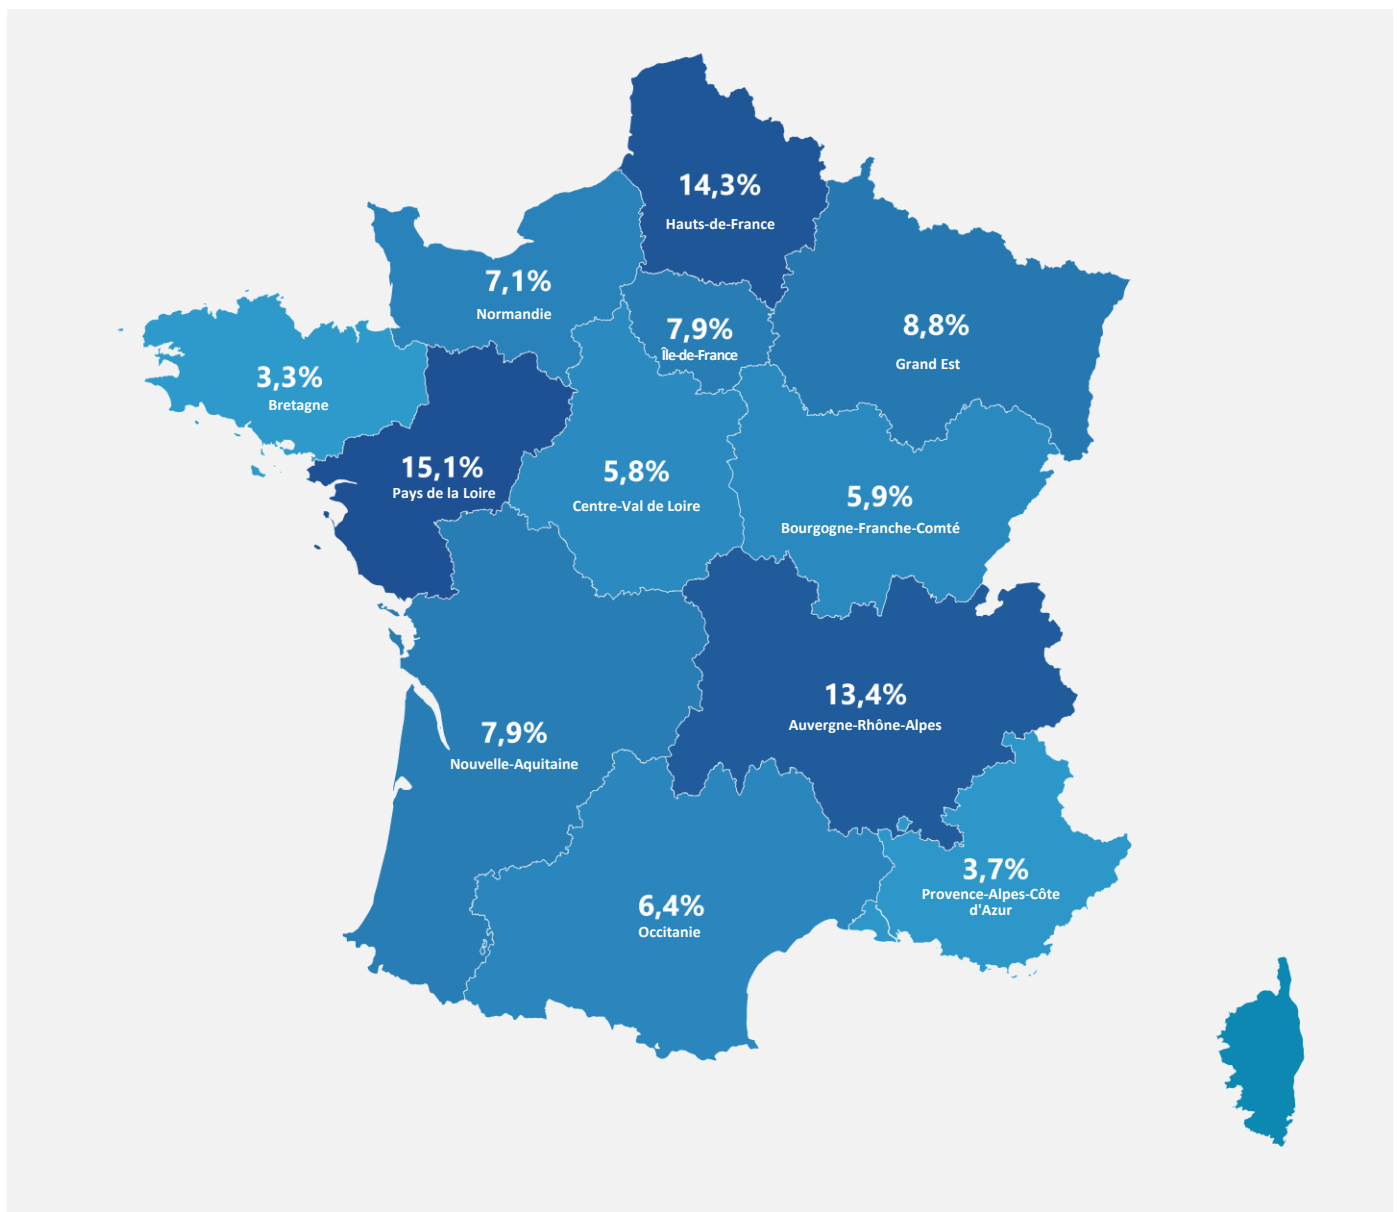 14,3%
Hauts-de-France
7,1%
Normandie
7,9%
Île-de-France
8,8%
Grand Est
3,3%
Bretagne
15,1%
Pays de la Loire
5,8%
Centre-Val de Loire
5,9%
Bourgogne-Franche-Comté
13,4%
Auvergne-Rhône-Alpes
7,9%
Nouvelle-Aquitaine
3,7%
Provence-Alpes-Côte
d'Azur
6,4%
Occitanie